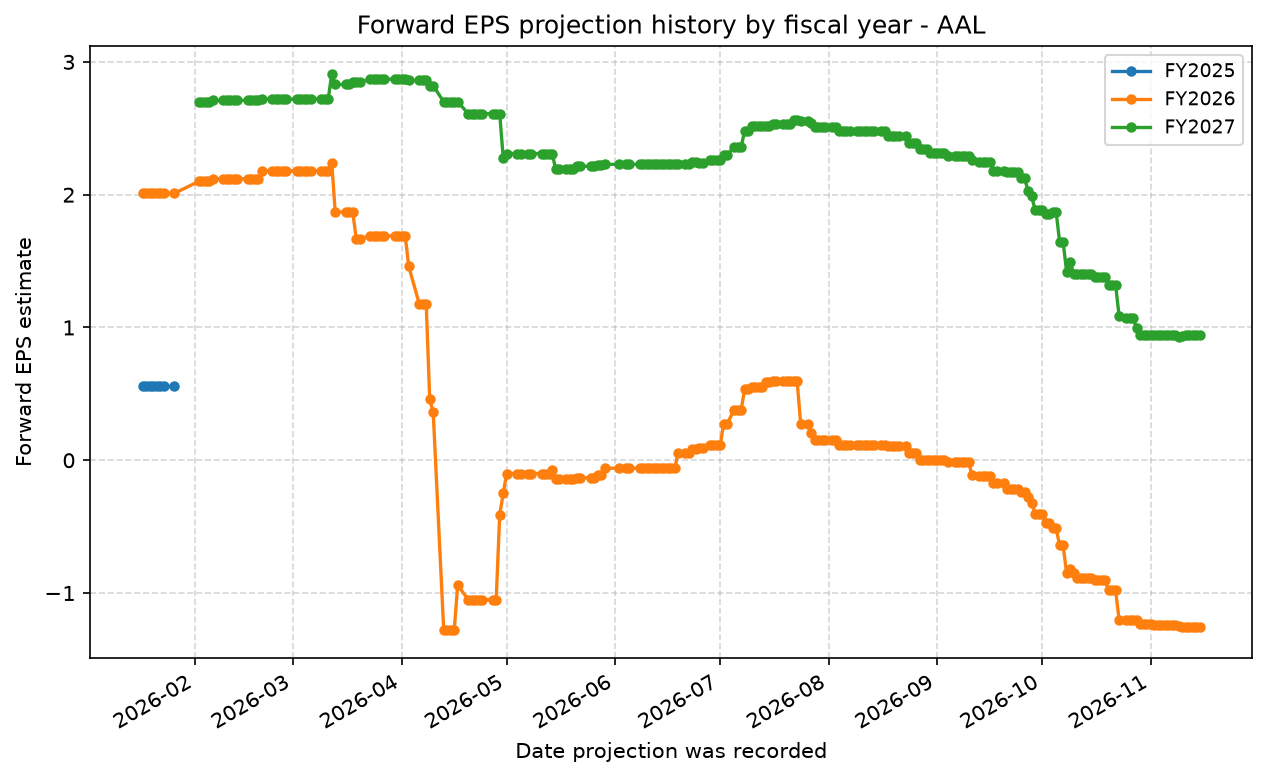 Forward EPS projection history by fiscal year - AAL
FY2025
FY2026
FY2027
Forward EPS estimate
3
2
1
0
−1
2026-02
2026-03
2026-04
2026-05
2026-06
2026-07
2026-08
2026-09
2026-10
2026-11
Date projection was recorded